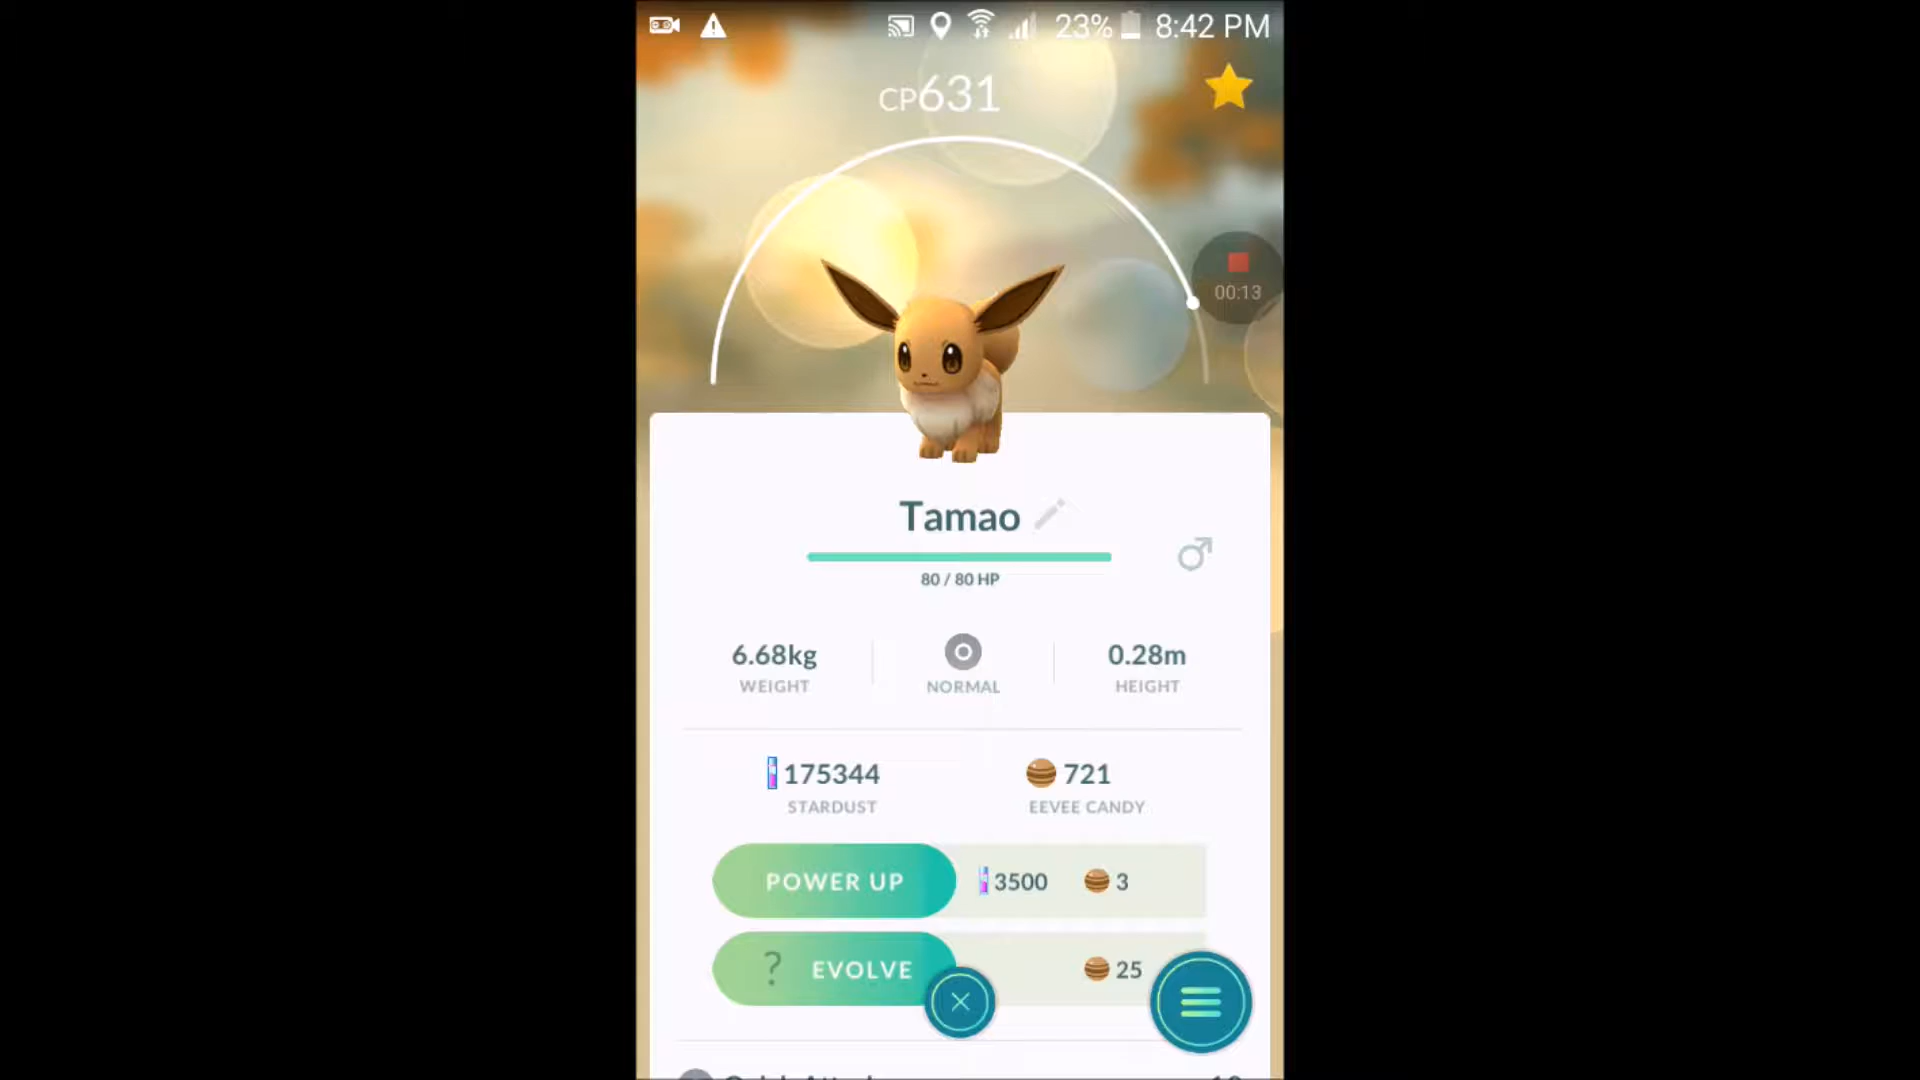 23% 8:42 PM
CP631
00:13
Tamao
80 / 80 HP
6.68kg
WEIGHT
NORMAL
0.28m
HEIGHT
175344
STARDUST
721
EEVEE CANDY
POWER UP 3500 3
? EVOLVE 25